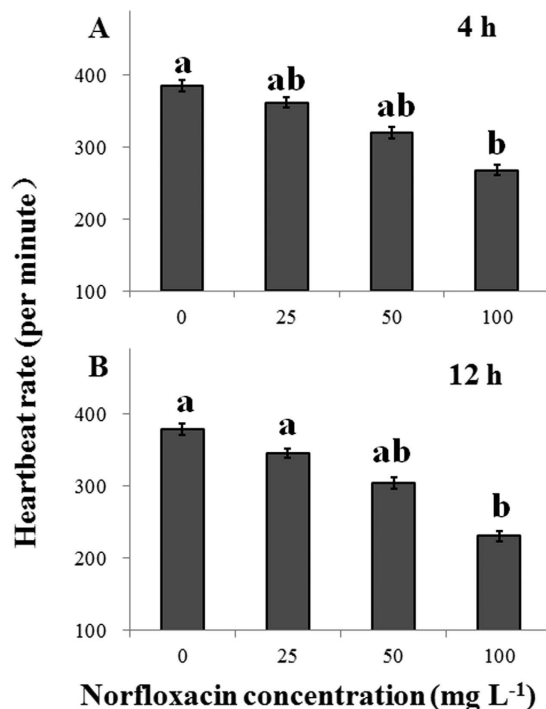 A
4 h
a
ab
ab
b
400
300
200
100
0
25
50
100
B
12 h
a
a
ab
b
400
300
200
100
0
25
50
100
Heartbeat rate (per minute)
Norfloxacin concentration (mg L⁻¹)